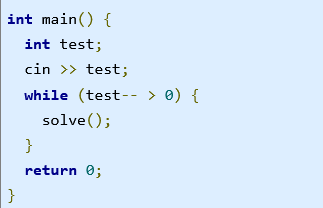 int main() {
  int test;
  cin >> test;
  while (test-- > 0) {
    solve();
  }
  return 0;
}